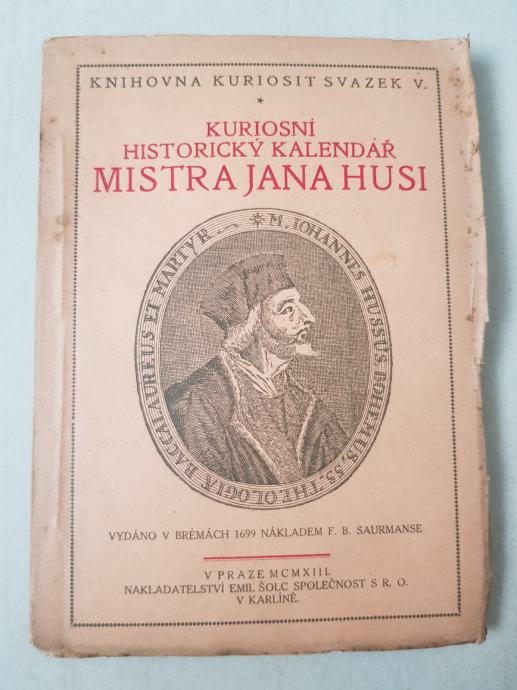 KNIHOVNA KURIOSIT SVAZEK V.
*
KURIOSNÍ
HISTORICKÝ KALENDÁŘ
MISTRA JANA HUSI
M. IOHANNES HUSSUS BOHEMUS. SS. THEOLOGIÆ BACCALAUREUS ET MARTYR
VYDÁNO V BRÉMÁCH 1699 NÁKLADEM F. B. SAURMANSE
V PRAZE MCMXIII.
NAKLADATELSTVÍ EMIL ŠOLC SPOLEČNOST S R. O.
V KARLÍNĚ.